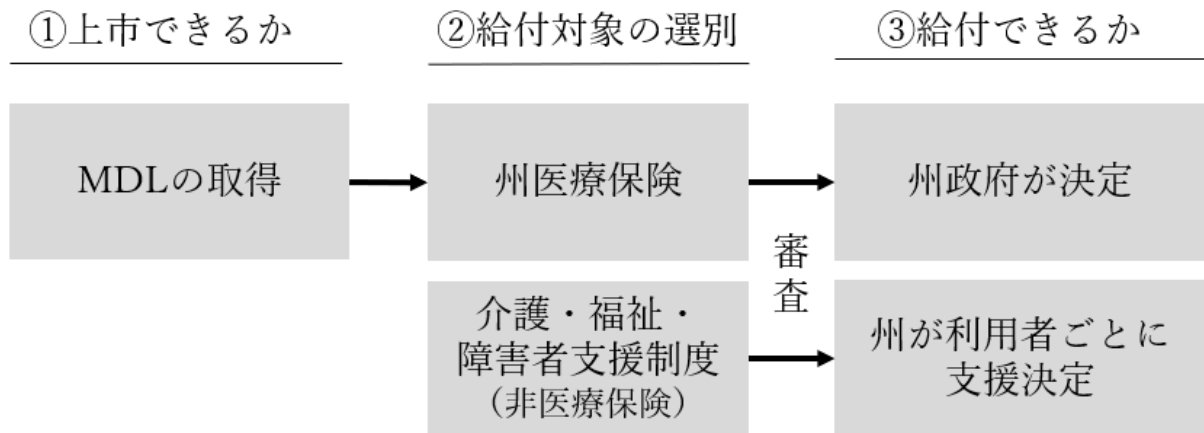 ①上市できるか
②給付対象の選別
③給付できるか
MDLの取得
州医療保険
州政府が決定
審
査
介護・福祉・
障害者支援制度
（非医療保険）
州が利用者ごとに
支援決定